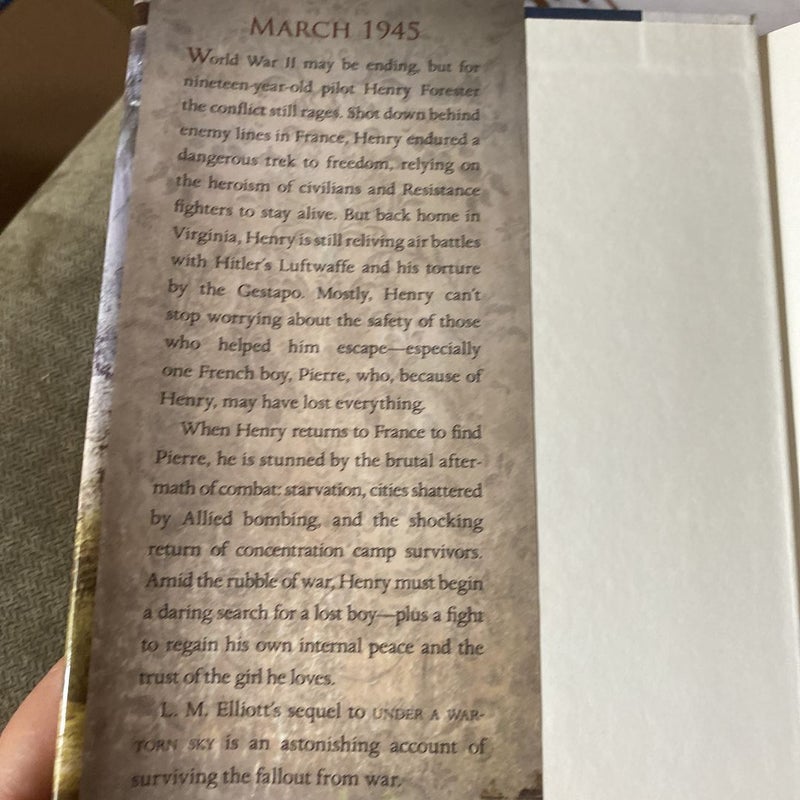 MARCH 1945
World War II may be ending, but for
nineteen-year-old pilot Henry Forester
the conflict still rages. Shot down behind
enemy lines in France, Henry endured a
dangerous trek to freedom, relying on
the heroism of civilians and Resistance
fighters to stay alive. But back home in
Virginia, Henry is still reliving air battles
with Hitler's Luftwaffe and his torture
by the Gestapo. Mostly, Henry can't
stop worrying about the safety of those
who helped him escape—especially
one French boy, Pierre, who, because of
Henry, may have lost everything.
When Henry returns to France to find
Pierre, he is stunned by the brutal after-
math of combat: starvation, cities shattered
by Allied bombing, and the shocking
return of concentration camp survivors.
Amid the rubble of war, Henry must begin
a daring search for a lost boy—plus a fight
to regain his own internal peace and the
trust of the girl he loves.
L. M. Elliott's sequel to UNDER A WAR-
TORN SKY is an astonishing account of
surviving the fallout from war.